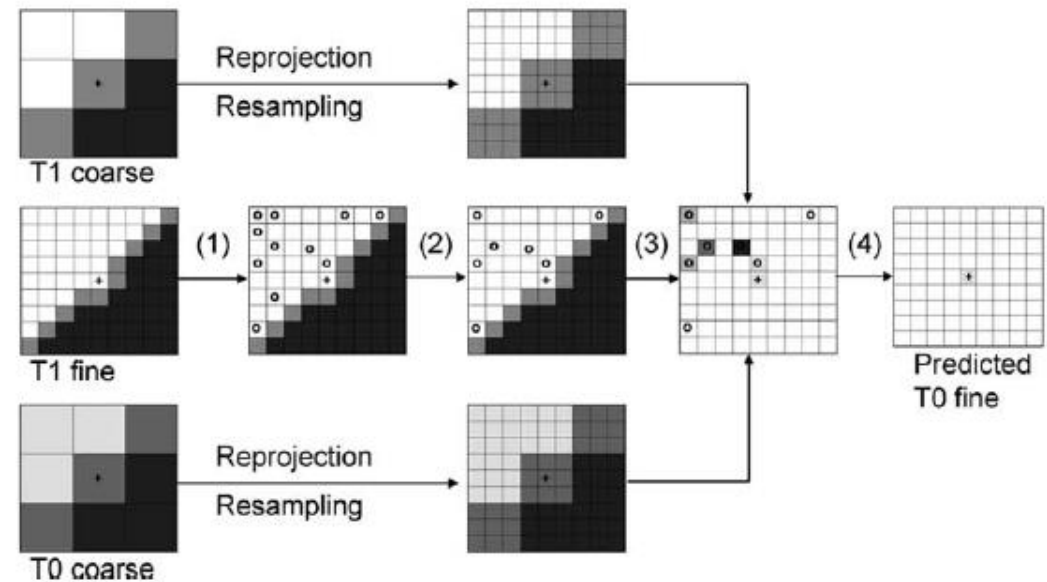 Reprojection
Resampling
T1 coarse
(1)
(2)
(3)
(4)
T1 fine
Predicted
T0 fine
Reprojection
Resampling
T0 coarse